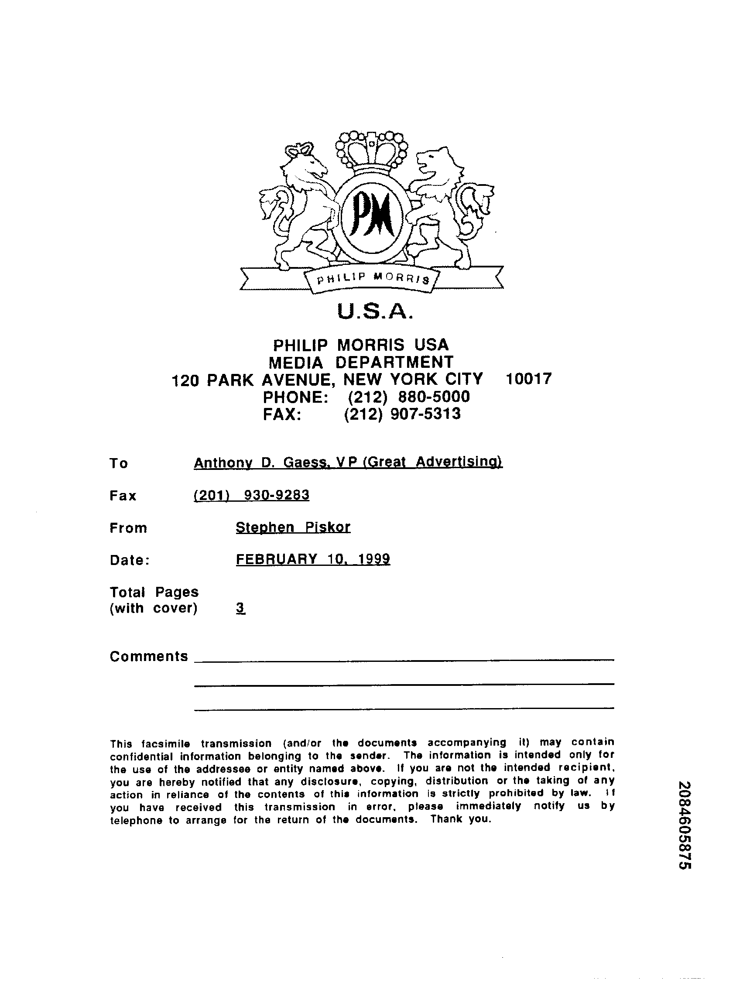 PM
PHILIP MORRIS
U.S.A.
PHILIP MORRIS USA
MEDIA DEPARTMENT
120 PARK AVENUE, NEW YORK CITY 10017
PHONE: (212) 880-5000
FAX: (212) 907-5313
To Anthony D. Gaess, VP (Great Advertising)
Fax (201) 930-9283
From Stephen Piskor
Date: FEBRUARY 10, 1999
Total Pages
(with cover) 3
Comments
This facsimile transmission (and/or the documents accompanying it) may contain
confidential information belonging to the sender. The information is intended only for
the use of the addressee or entity named above. If you are not the intended recipient,
you are hereby notified that any disclosure, copying, distribution or the taking of any
action in reliance of the contents of this information is strictly prohibited by law. If
you have received this transmission in error, please immediately notify us by
telephone to arrange for the return of the documents. Thank you.
2084605875